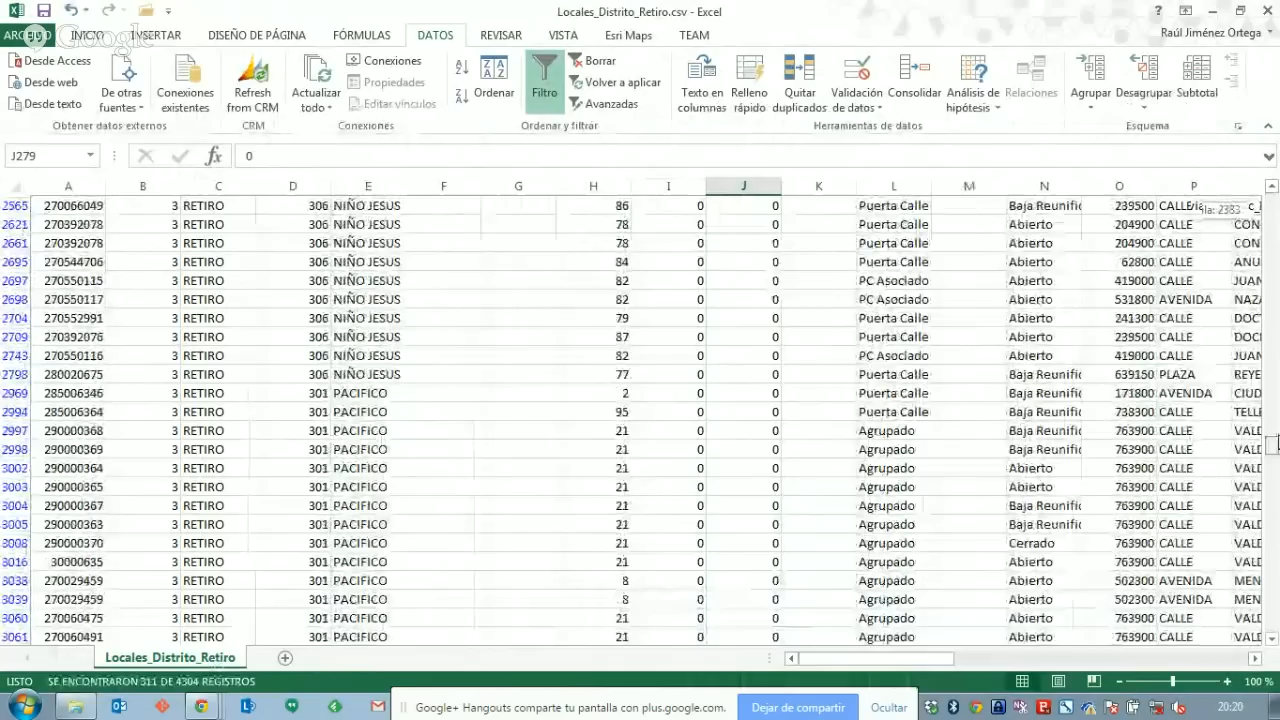 Locales_Distrito_Retiro.csv - Excel
Google
ARCHIVO INICIO INSERTAR DISEÑO DE PÁGINA FÓRMULAS DATOS REVISAR VISTA Esri Maps TEAM Raúl Jiménez Ortega
Desde Access
Desde web
Desde texto
De otras fuentes
Conexiones existentes
Obtener datos externos
Refresh from CRM
CRM
Actualizar todo
Conexiones
Propiedades
Editar vínculos
Conexiones
Ordenar
Filtro
Borrar
Volver a aplicar
Avanzadas
Ordenar y filtrar
Texto en columnas
Relleno rápido
Quitar duplicados
Validación de datos
Consolidar
Análisis de hipótesis
Relaciones
Herramientas de datos
Agrupar
Desagrupar
Subtotal
Esquema
J279 fx 0
A B C D E F G H I J K L M N O P
2565 270066049 3 RETIRO 306 NIÑO JESUS 86 0 0 Puerta Calle Baja Reunific 239500 CALLE
2621 270392078 3 RETIRO 306 NIÑO JESUS 78 0 0 Puerta Calle Abierto 204900 CALLE CON
2661 270392078 3 RETIRO 306 NIÑO JESUS 78 0 0 Puerta Calle Abierto 204900 CALLE CON
2695 270544706 3 RETIRO 306 NIÑO JESUS 84 0 0 Puerta Calle Abierto 62800 CALLE ANU
2697 270550115 3 RETIRO 306 NIÑO JESUS 82 0 0 PC Asociado Abierto 419000 CALLE JUAN
2698 270550117 3 RETIRO 306 NIÑO JESUS 82 0 0 PC Asociado Abierto 531800 AVENIDA NAZA
2704 270552991 3 RETIRO 306 NIÑO JESUS 79 0 0 Puerta Calle Abierto 241300 CALLE DOCT
2709 270392076 3 RETIRO 306 NIÑO JESUS 87 0 0 Puerta Calle Abierto 239500 CALLE DOCT
2743 270550116 3 RETIRO 306 NIÑO JESUS 82 0 0 PC Asociado Abierto 419000 CALLE JUAN
2798 280020675 3 RETIRO 306 NIÑO JESUS 77 0 0 Puerta Calle Baja Reunific 639150 PLAZA REYE
2969 285006346 3 RETIRO 301 PACIFICO 2 0 0 Puerta Calle Baja Reunific 171800 AVENIDA CIUD
2994 285006364 3 RETIRO 301 PACIFICO 95 0 0 Puerta Calle Baja Reunific 738300 CALLE TELL
2997 290000368 3 RETIRO 301 PACIFICO 21 0 0 Agrupado Baja Reunific 763900 CALLE VALD
2998 290000369 3 RETIRO 301 PACIFICO 21 0 0 Agrupado Baja Reunific 763900 CALLE VALD
3002 290000364 3 RETIRO 301 PACIFICO 21 0 0 Agrupado Abierto 763900 CALLE VALD
3003 290000365 3 RETIRO 301 PACIFICO 21 0 0 Agrupado Abierto 763900 CALLE VALD
3004 290000367 3 RETIRO 301 PACIFICO 21 0 0 Agrupado Baja Reunific 763900 CALLE VALD
3005 290000363 3 RETIRO 301 PACIFICO 21 0 0 Agrupado Baja Reunific 763900 CALLE VALD
3008 290000370 3 RETIRO 301 PACIFICO 21 0 0 Agrupado Cerrado 763900 CALLE VALD
3016 30000635 3 RETIRO 301 PACIFICO 21 0 0 Agrupado Abierto 763900 CALLE VALD
3038 270029459 3 RETIRO 301 PACIFICO 8 0 0 Agrupado Abierto 502300 AVENIDA MEN
3039 270029459 3 RETIRO 301 PACIFICO 8 0 0 Agrupado Abierto 502300 AVENIDA MEN
3060 270060475 3 RETIRO 301 PACIFICO 21 0 0 Agrupado Abierto 763900 CALLE VALD
3061 270060491 3 RETIRO 301 PACIFICO 21 0 0 Agrupado Abierto 763900 CALLE VALD
Locales_Distrito_Retiro
LISTO SE ENCONTRARON 311 DE 4304 REGISTROS 100 %
Google+ Hangouts comparte tu pantalla con plus.google.com. Dejar de compartir Ocultar
20:20